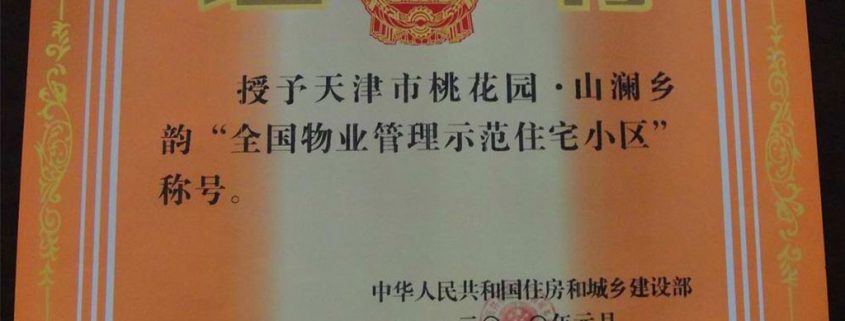 授予天津市桃花园·山澜乡
韵“全国物业管理示范住宅小区”
称号。
中华人民共和国住房和城乡建设部